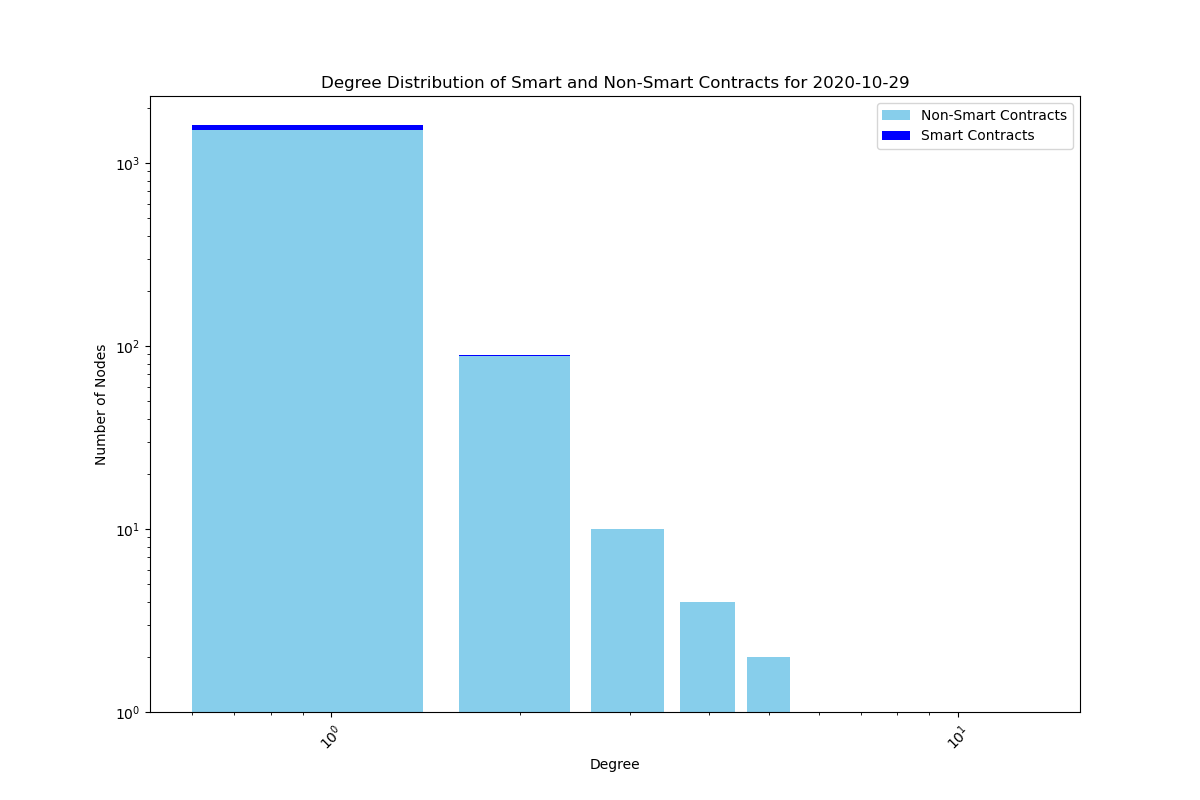 Degree Distribution of Smart and Non-Smart Contracts for 2020-10-29
Non-Smart Contracts
Smart Contracts
Number of Nodes
10³
10²
10¹
10⁰
10⁰
10¹
Degree